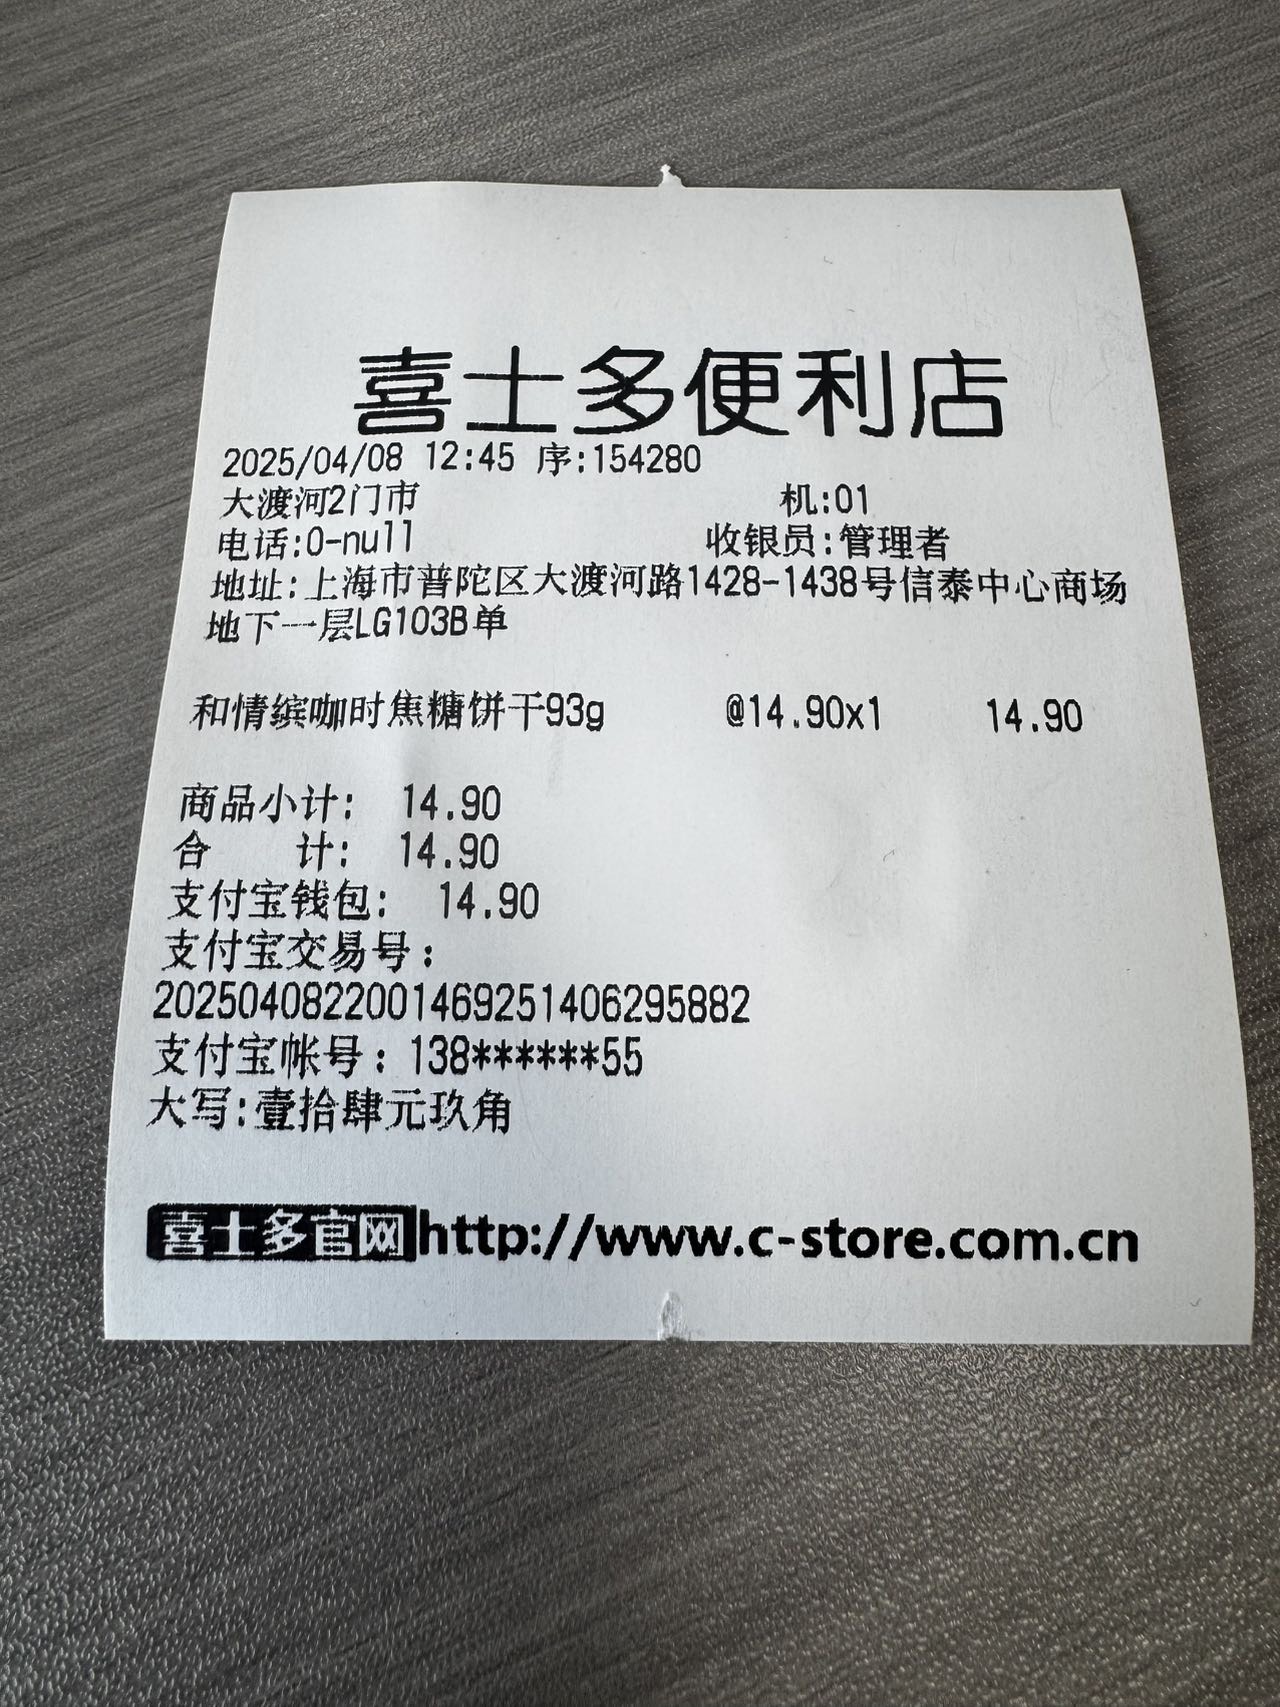 喜士多便利店
2025/04/08 12:45 序:154280
大渡河2门市 机:01
电话:0-null 收银员:管理者
地址:上海市普陀区大渡河路1428-1438号信泰中心商场
地下一层LG103B单
和情缤咖时焦糖饼干93g @14.90x1 14.90
商品小计: 14.90
合 计: 14.90
支付宝钱包: 14.90
支付宝交易号:
2025040822001469251406295882
支付宝帐号:138******55
大写:壹拾肆元玖角
喜士多官网http://www.c-store.com.cn